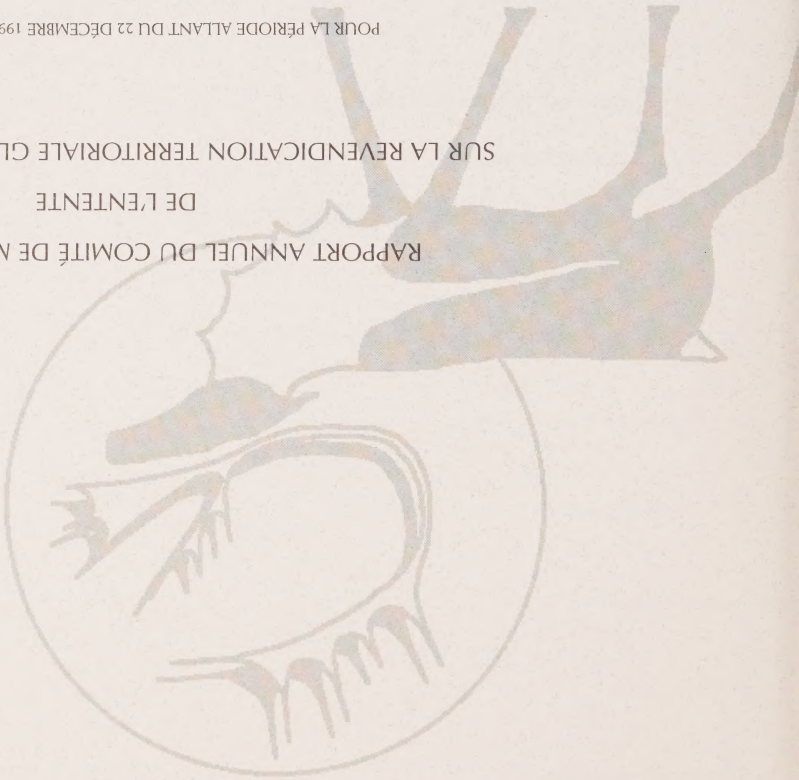 RAPPORT ANNUEL DU COMITÉ DE
DE L'ENTENTE
SUR LA REVENDICATION TERRITORIALE GL
POUR LA PÉRIODE ALLANT DU 22 DÉCEMBRE 199